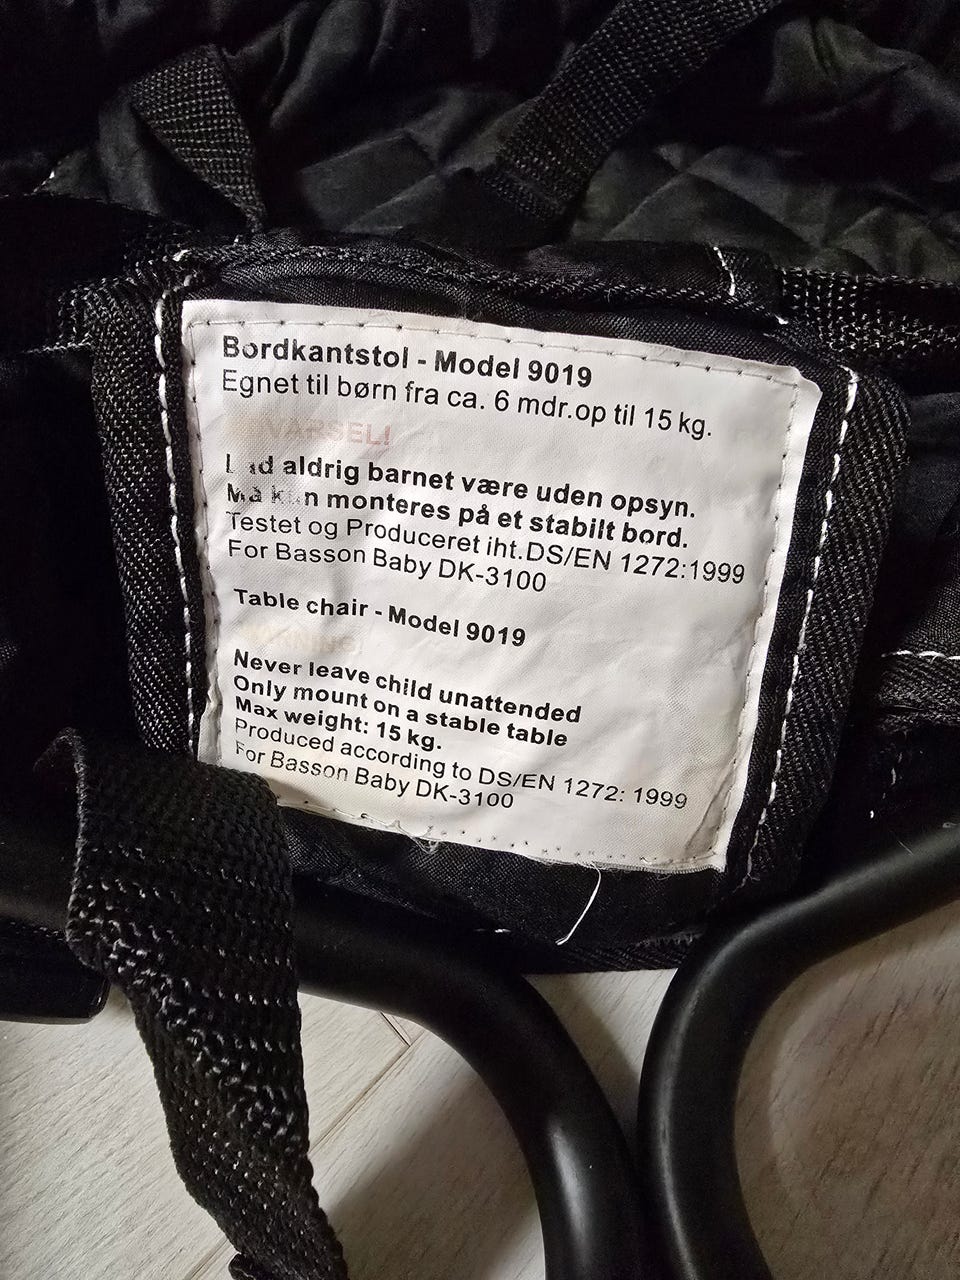 Bordkantstol - Model 9019
Egnet til børn fra ca. 6 mdr.op til 15 kg.
VARSEL!
Lad aldrig barnet være uden opsyn.
Må kun monteres på et stabilt bord.
Testet og Produceret iht.DS/EN 1272:1999
For Basson Baby DK-3100
Table chair - Model 9019
WARNING
Never leave child unattended
Only mount on a stable table
Max weight: 15 kg.
Produced according to DS/EN 1272: 1999
For Basson Baby DK-3100